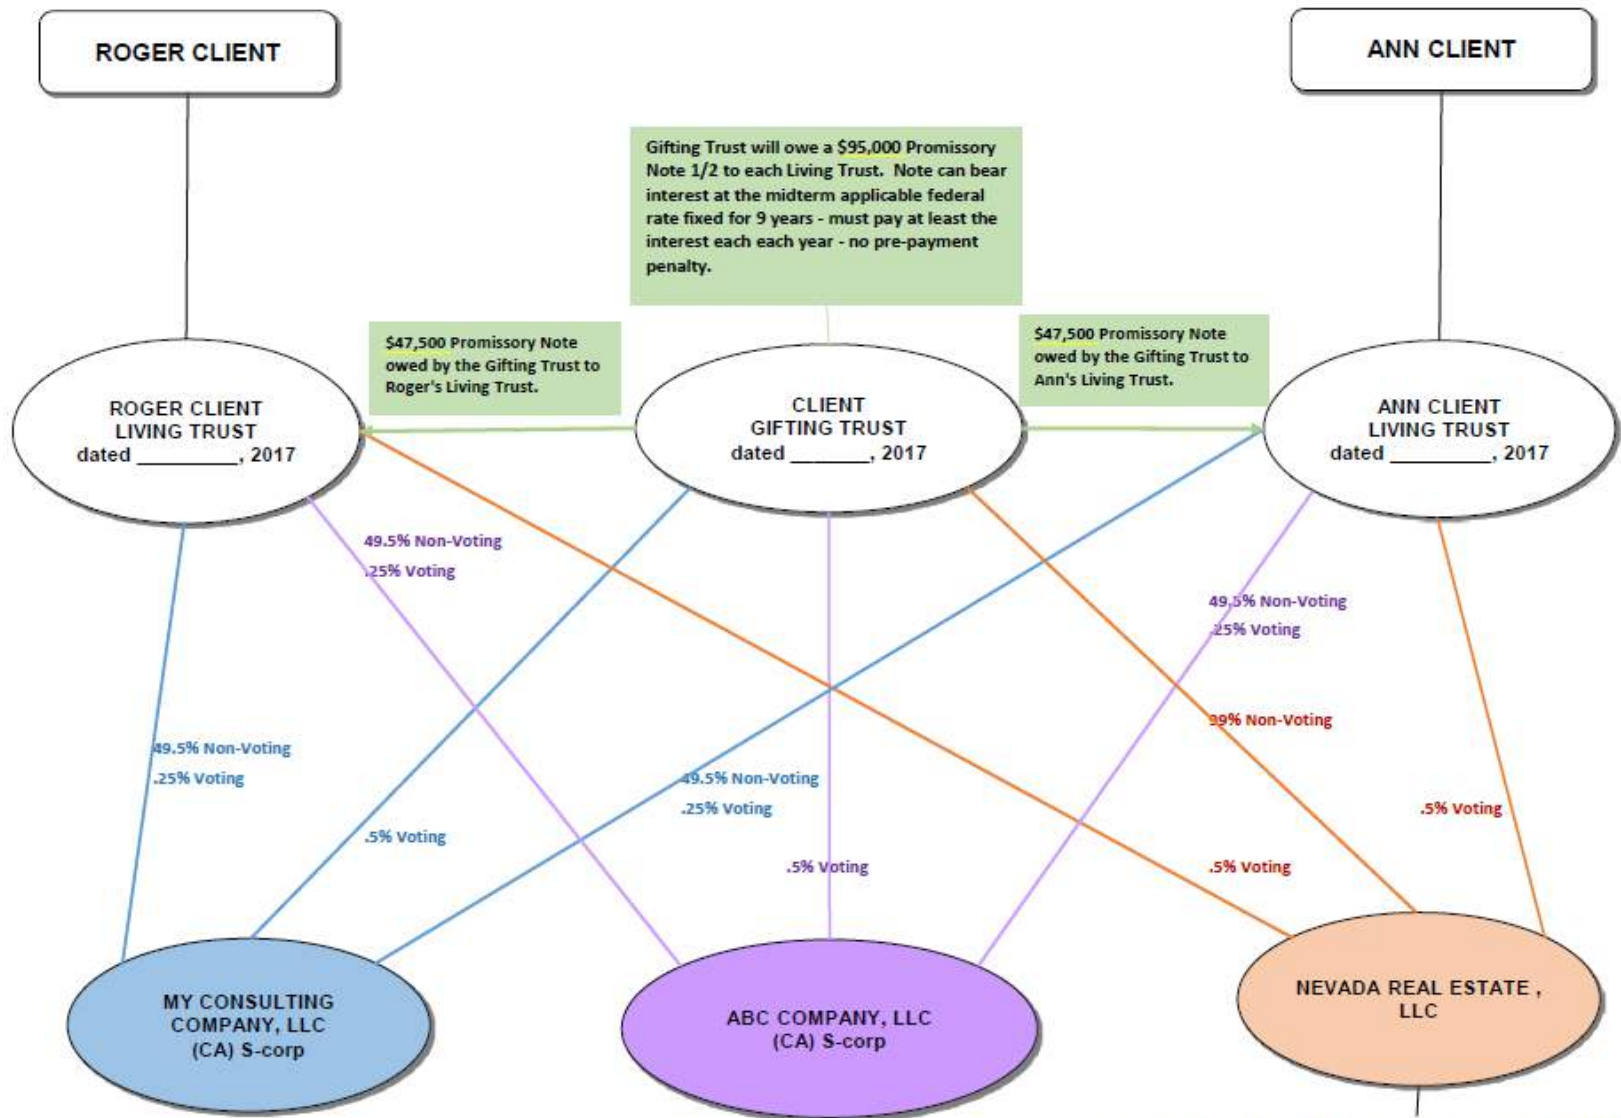 ROGER CLIENT
ANN CLIENT
Gifting Trust will owe a $95,000 Promissory
Note 1/2 to each Living Trust. Note can bear
interest at the midterm applicable federal
rate fixed for 9 years - must pay at least the
interest each each year - no pre-payment
penalty.
$47,500 Promissory Note
owed by the Gifting Trust to
Roger's Living Trust.
$47,500 Promissory Note
owed by the Gifting Trust to
Ann's Living Trust.
ROGER CLIENT
LIVING TRUST
dated _________, 2017
CLIENT
GIFTING TRUST
dated _______, 2017
ANN CLIENT
LIVING TRUST
dated _________, 2017
49.5% Non-Voting
.25% Voting
49.5% Non-Voting
.25% Voting
99% Non-Voting
49.5% Non-Voting
.25% Voting
49.5% Non-Voting
.25% Voting
.5% Voting
.5% Voting
.5% Voting
.5% Voting
MY CONSULTING
COMPANY, LLC
(CA) S-corp
ABC COMPANY, LLC
(CA) S-corp
NEVADA REAL ESTATE ,
LLC